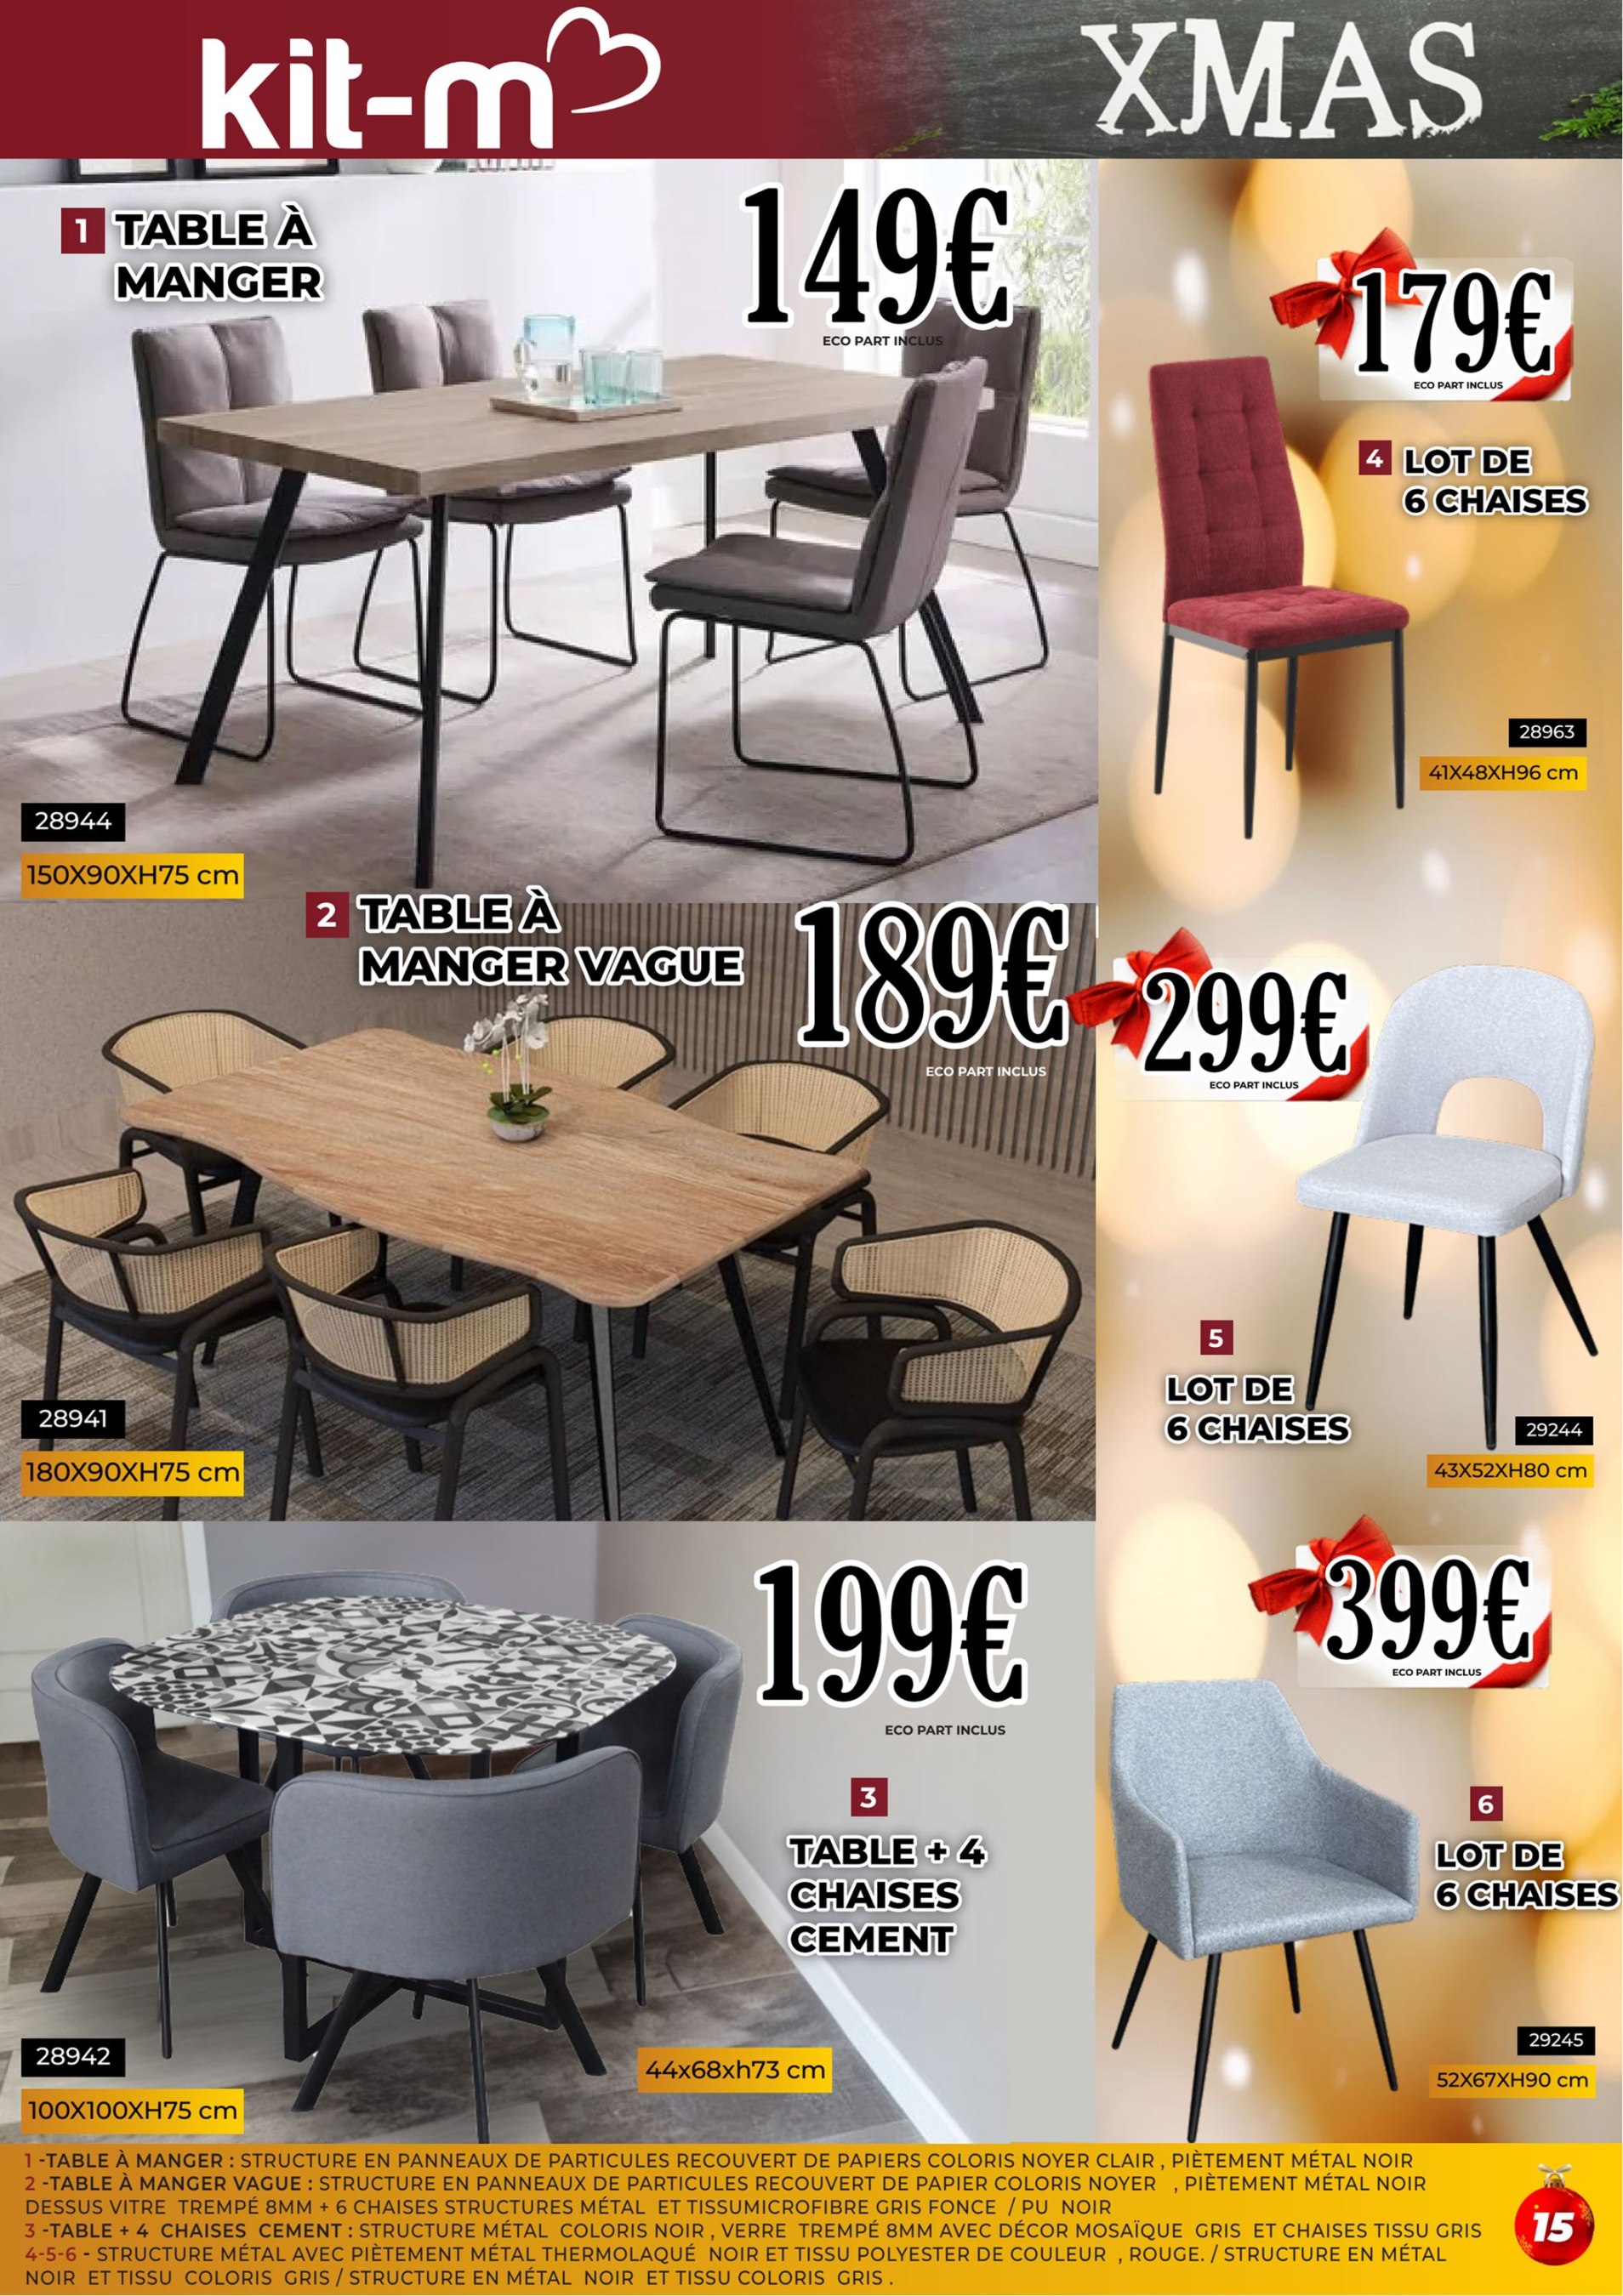 kit-m
XMAS
1 TABLE À
MANGER
149€
ECO PART INCLUS
28944
150X90XH75 cm
179€
ECO PART INCLUS
4 LOT DE
6 CHAISES
28963
41X48XH96 cm
2 TABLE À
MANGER VAGUE
189€
ECO PART INCLUS
28941
180X90XH75 cm
299€
ECO PART INCLUS
5
LOT DE
6 CHAISES
29244
43X52XH80 cm
199€
ECO PART INCLUS
3
TABLE + 4
CHAISES
CEMENT
28942
100X100XH75 cm
44x68xh73 cm
399€
ECO PART INCLUS
6
LOT DE
6 CHAISES
29245
52X67XH90 cm
1 -TABLE À MANGER : STRUCTURE EN PANNEAUX DE PARTICULES RECOUVERT DE PAPIERS COLORIS NOYER CLAIR , PIÈTEMENT MÉTAL NOIR
2 -TABLE À MANGER VAGUE : STRUCTURE EN PANNEAUX DE PARTICULES RECOUVERT DE PAPIER COLORIS NOYER , PIÈTEMENT MÉTAL NOIR
DESSUS VITRE TREMPÉ 8MM + 6 CHAISES STRUCTURES MÉTAL ET TISSUMICROFIBRE GRIS FONCE / PU NOIR
3 -TABLE + 4 CHAISES CEMENT : STRUCTURE MÉTAL COLORIS NOIR , VERRE TREMPÉ 8MM AVEC DÉCOR MOSAÏQUE GRIS ET CHAISES TISSU GRIS
4-5-6 - STRUCTURE MÉTAL AVEC PIÈTEMENT MÉTAL THERMOLAQUÉ NOIR ET TISSU POLYESTER DE COULEUR , ROUGE. / STRUCTURE EN MÉTAL
NOIR ET TISSU COLORIS GRIS / STRUCTURE EN MÉTAL NOIR ET TISSU COLORIS GRIS .
15